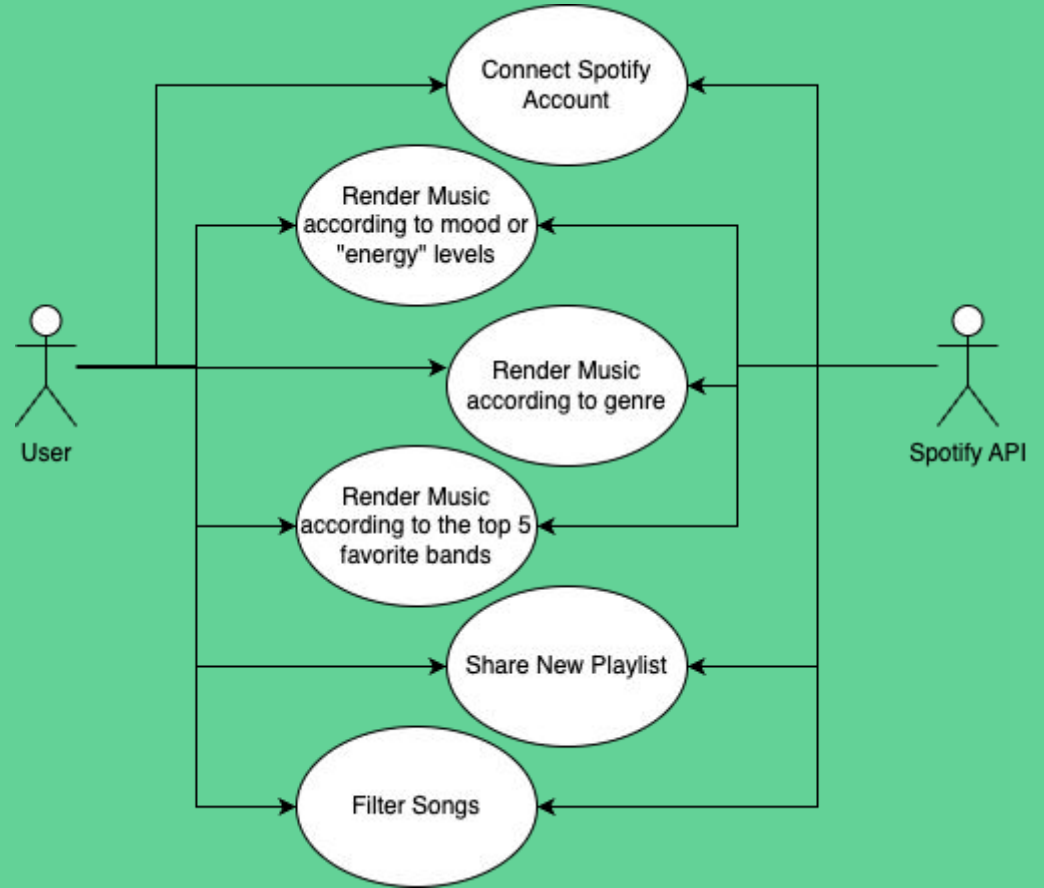 Connect Spotify
Account
Render Music
according to mood or
"energy" levels
Render Music
according to genre
User
Spotify API
Render Music
according to the top 5
favorite bands
Share New Playlist
Filter Songs